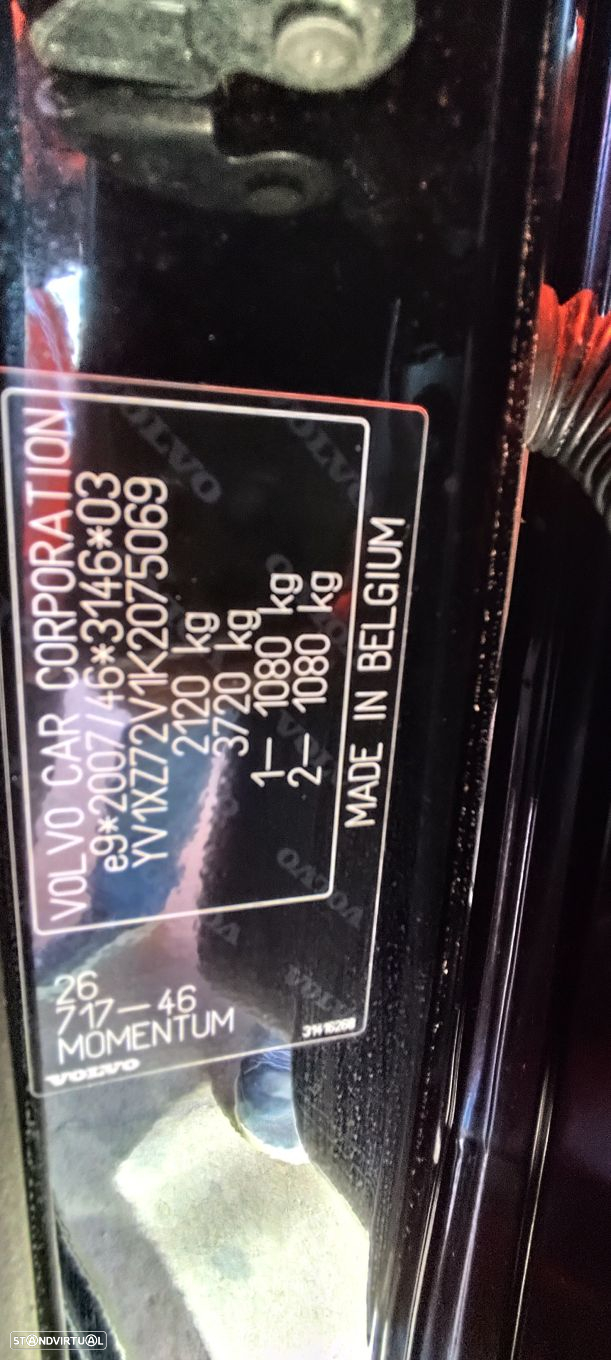 VOLVO CAR CORPORATION
e9*2007/46*3146*03
YV1XZ72V1K2075069
2120 kg
3720 kg
1— 1080 kg
2— 1080 kg
MADE IN BELGIUM
26
717—46
MOMENTUM
VOLVO
31416260
STANDVIRTUAL